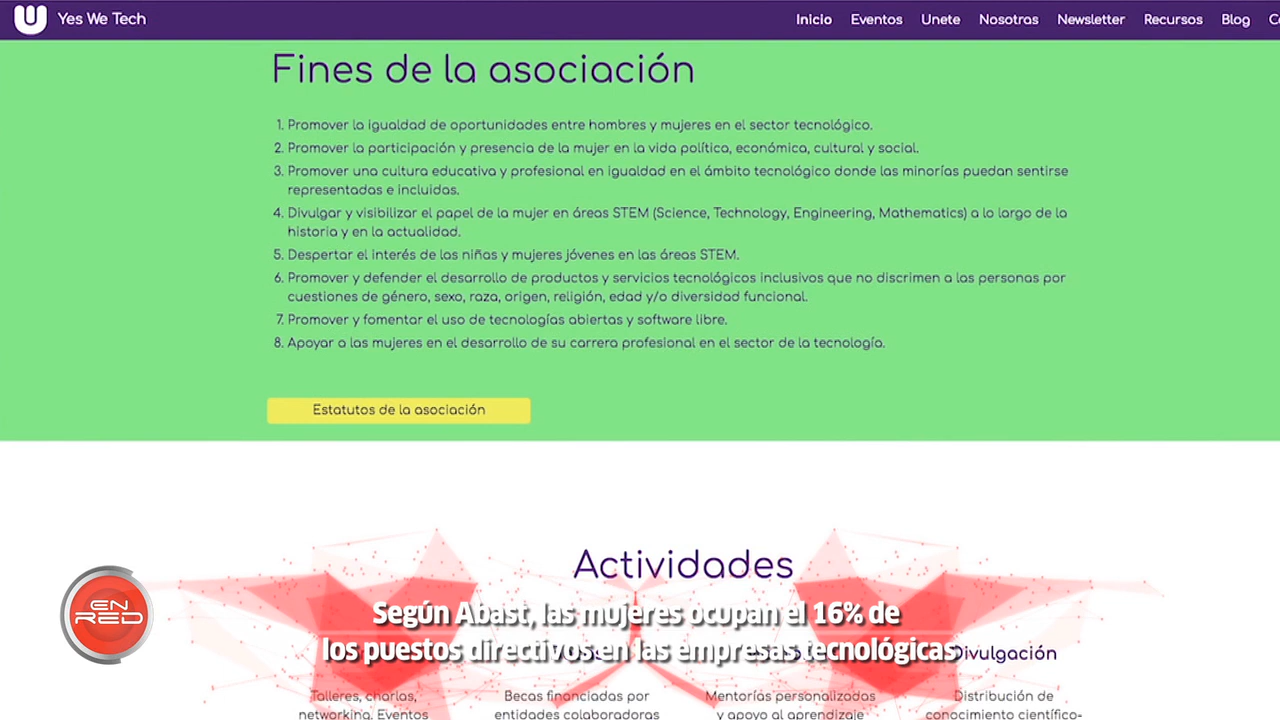 Yes We Tech
Inicio Eventos Unete Nosotras Newsletter Recursos Blog
Fines de la asociación
1. Promover la igualdad de oportunidades entre hombres y mujeres en el sector tecnológico.
2. Promover la participación y presencia de la mujer en la vida política, económica, cultural y social.
3. Promover una cultura educativa y profesional en igualdad en el ámbito tecnológico donde las minorías puedan sentirse
representadas e incluidas.
4. Divulgar y visibilizar el papel de la mujer en áreas STEM (Science, Technology, Engineering, Mathematics) a lo largo de la
historia y en la actualidad.
5. Despertar el interés de las niñas y mujeres jóvenes en las áreas STEM.
6. Promover y defender el desarrollo de productos y servicios tecnológicos inclusivos que no discrimen a las personas por
cuestiones de género, sexo, raza, origen, religión, edad y/o diversidad funcional.
7. Promover y fomentar el uso de tecnologías abiertas y software libre.
8. Apoyar a las mujeres en el desarrollo de su carrera profesional en el sector de la tecnología.
Estatutos de la asociación
Actividades
EN
RED
Según Abast, las mujeres ocupan el 16% de
los puestos directivos en las empresas tecnológicas
Divulgación
Talleres, charlas, Becas financiadas por Mentorías personalizadas Distribución de
networking. Eventos entidades colaboradoras y apoyo al aprendizaje conocimiento científico-